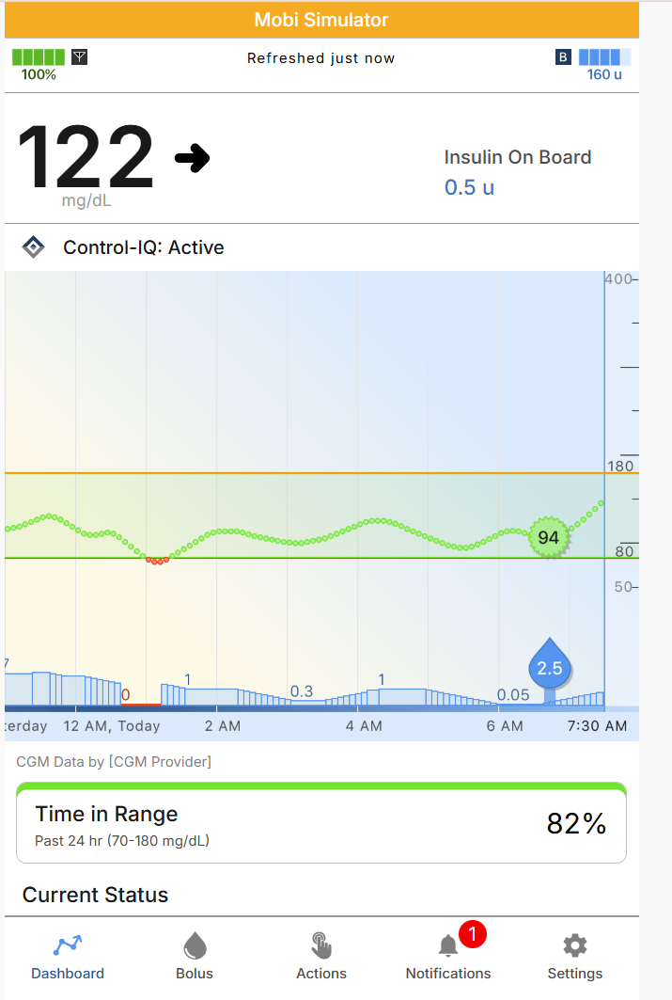 Mobi Simulator
100%
Refreshed just now
B
160 u
122
mg/dL
Insulin On Board
0.5 u
Control-IQ: Active
400
180
94
80
50
2.5
7
0
1
0.3
1
0.05
terday
12 AM, Today
2 AM
4 AM
6 AM
7:30 AM
CGM Data by [CGM Provider]
Time in Range
82%
Past 24 hr (70-180 mg/dL)
Current Status
1
Dashboard
Bolus
Actions
Notifications
Settings